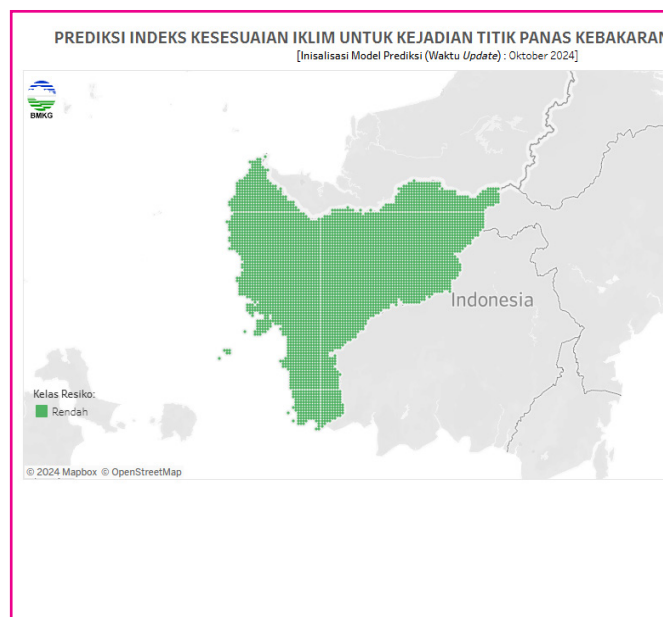 PREDIKSI INDEKS KESESUAIAN IKLIM UNTUK KEJADIAN TITIK PANAS KEBAKARAN
[Inisalisasi Model Prediksi (Waktu Update) : Oktober 2024]
BMKG
Indonesia
Kelas Resiko:
Rendah
© 2024 Mapbox © OpenStreetMap